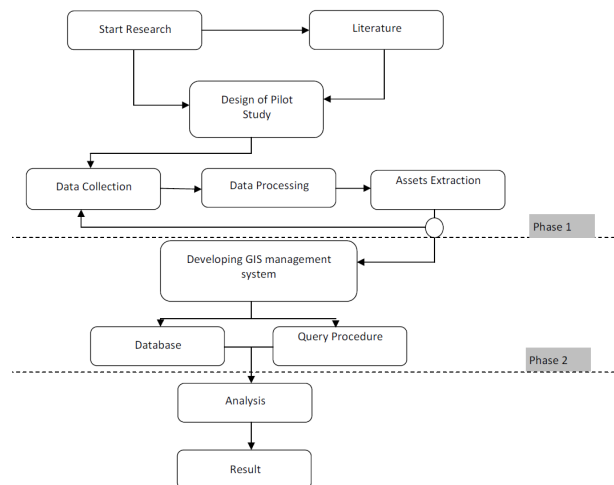 Start Research
Literature
Design of Pilot
Study
Data Collection
Data Processing
Assets Extraction
Phase 1
Developing GIS management
system
Database
Query Procedure
Phase 2
Analysis
Result